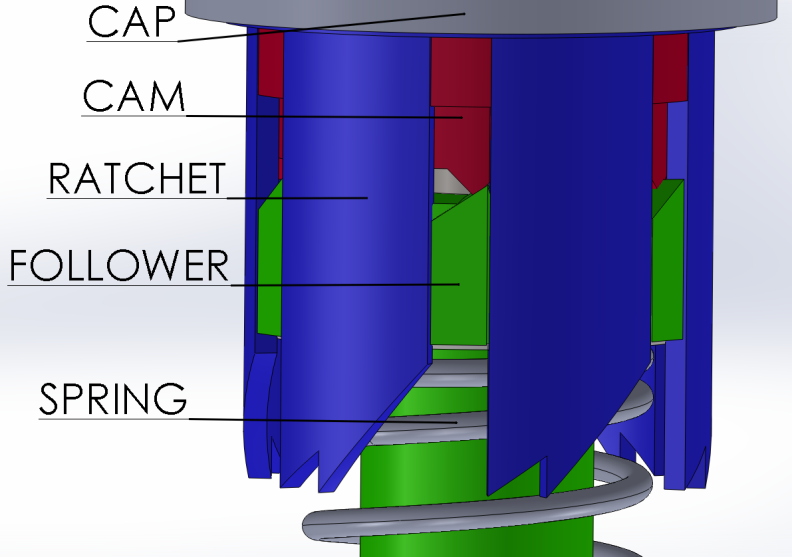 CAP
CAM
RATCHET
FOLLOWER
SPRING